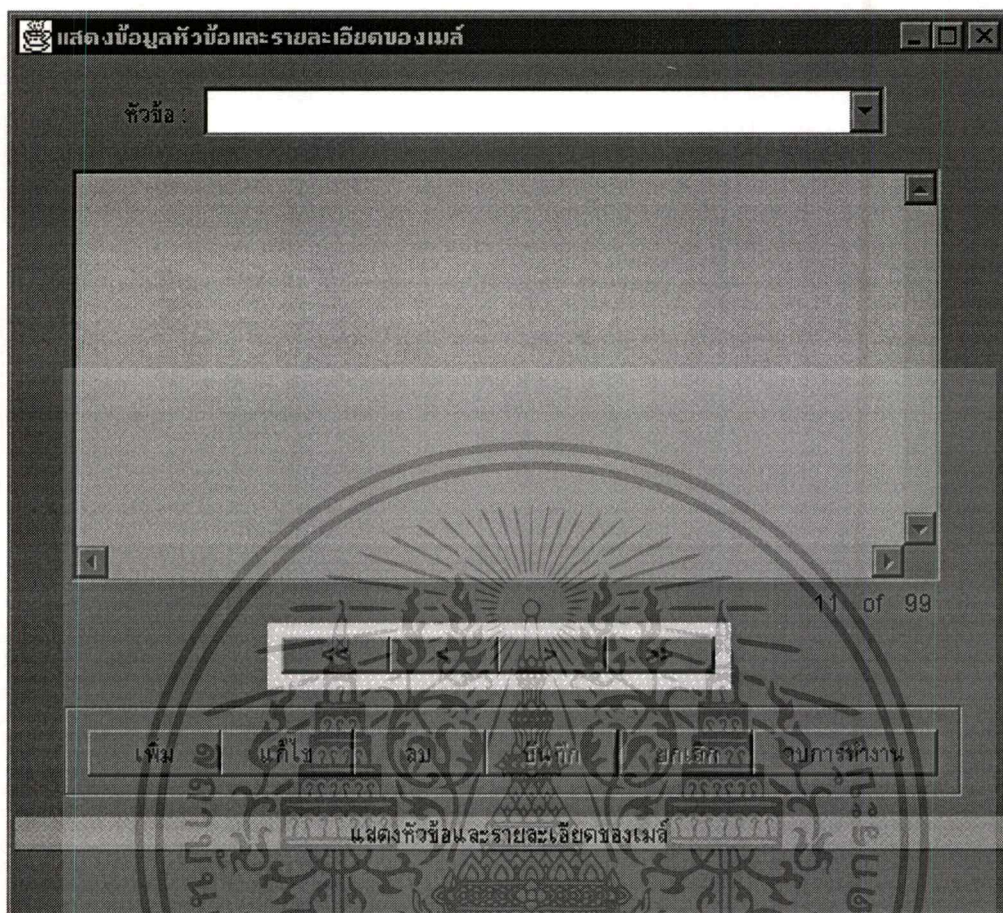 แสดงข้อมูลหัวข้อและรายละเอียดของเมล์
หัวข้อ :
11 of 99
<< < > >>
เพิ่ม แก้ไข ลบ บันทึก ยกเลิก จบการทำงาน
แสดงหัวข้อและรายละเอียดของเมล์